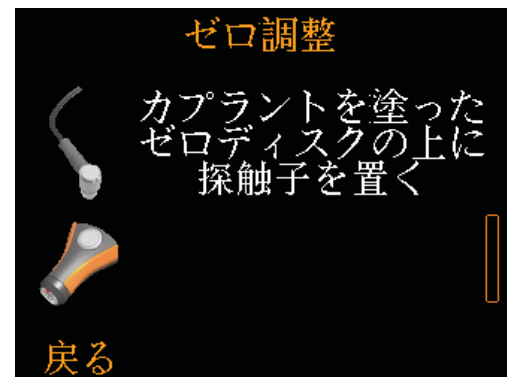 ゼロ調整
カプラントを塗った
ゼロディスクの上に
探触子を置く
戻る